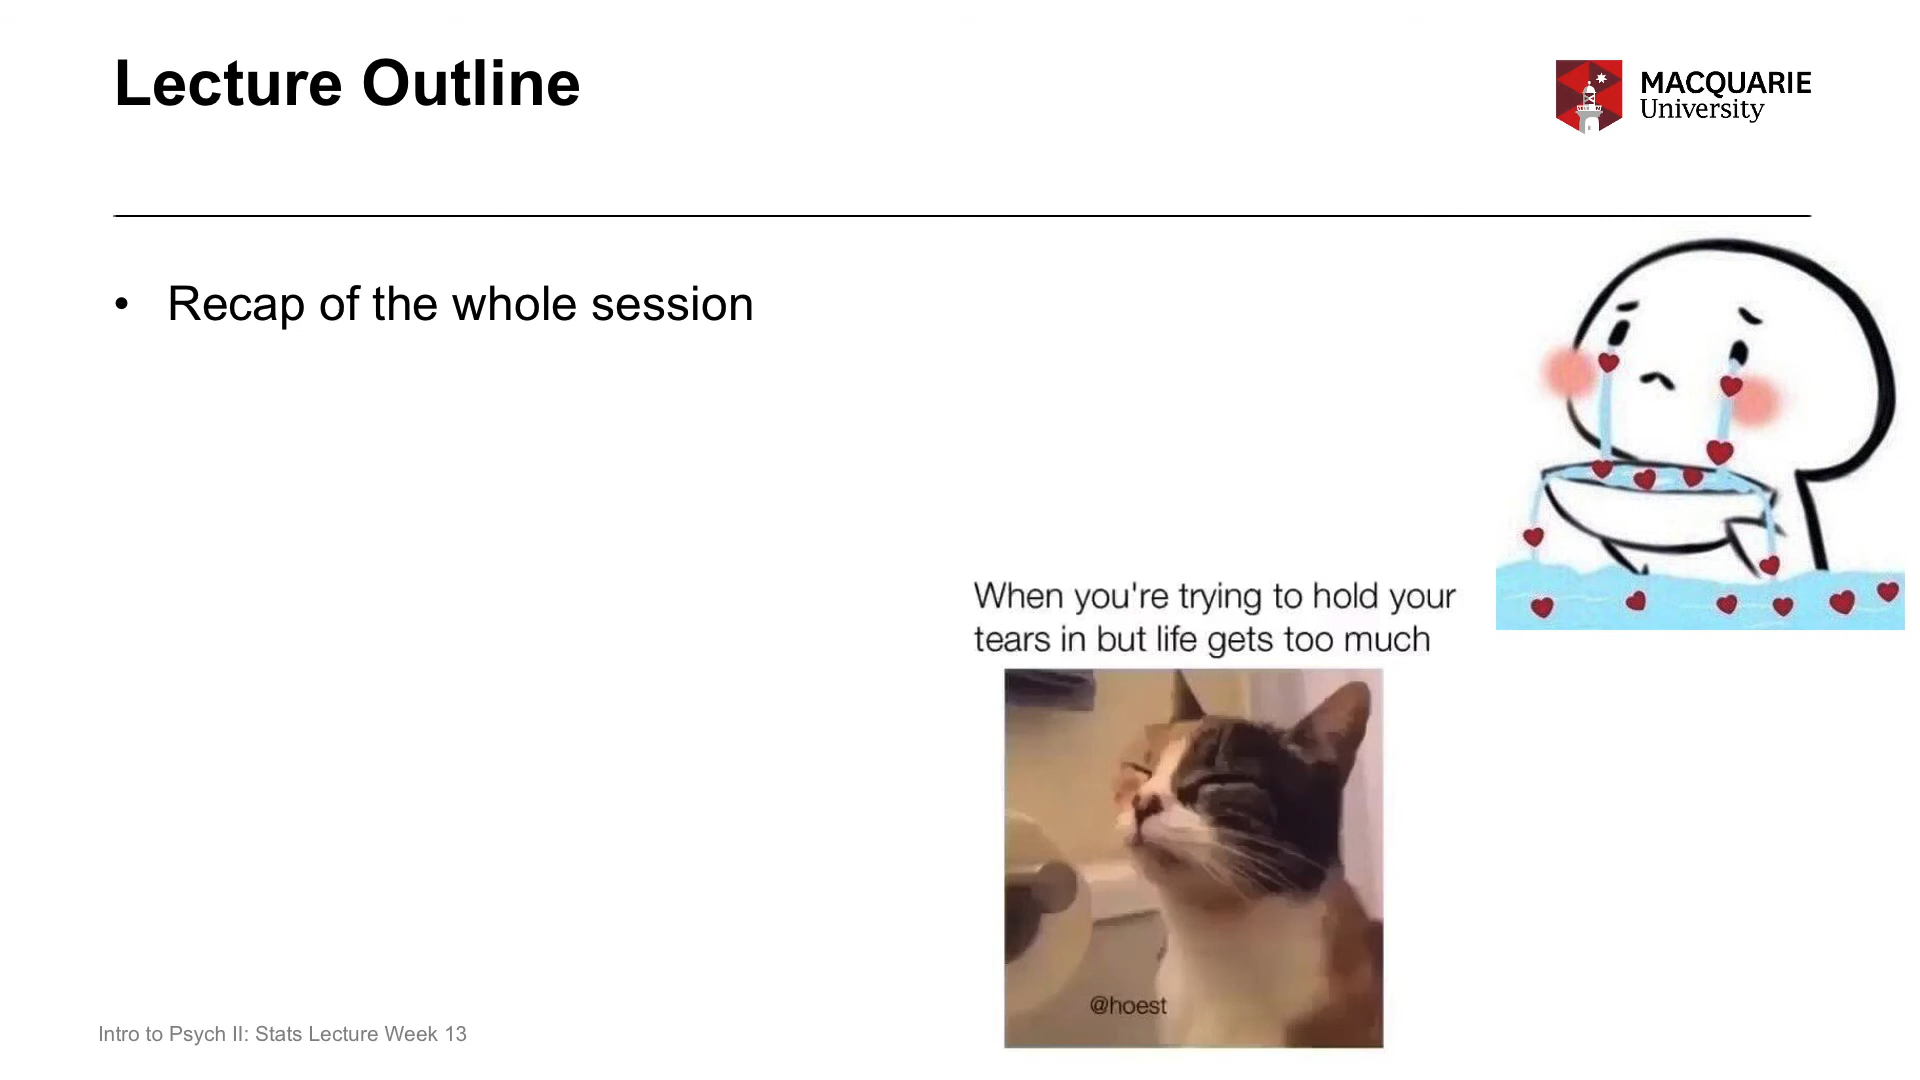 Lecture Outline
MACQUARIE
University
• Recap of the whole session
When you're trying to hold your
tears in but life gets too much
@hoest
Intro to Psych II: Stats Lecture Week 13